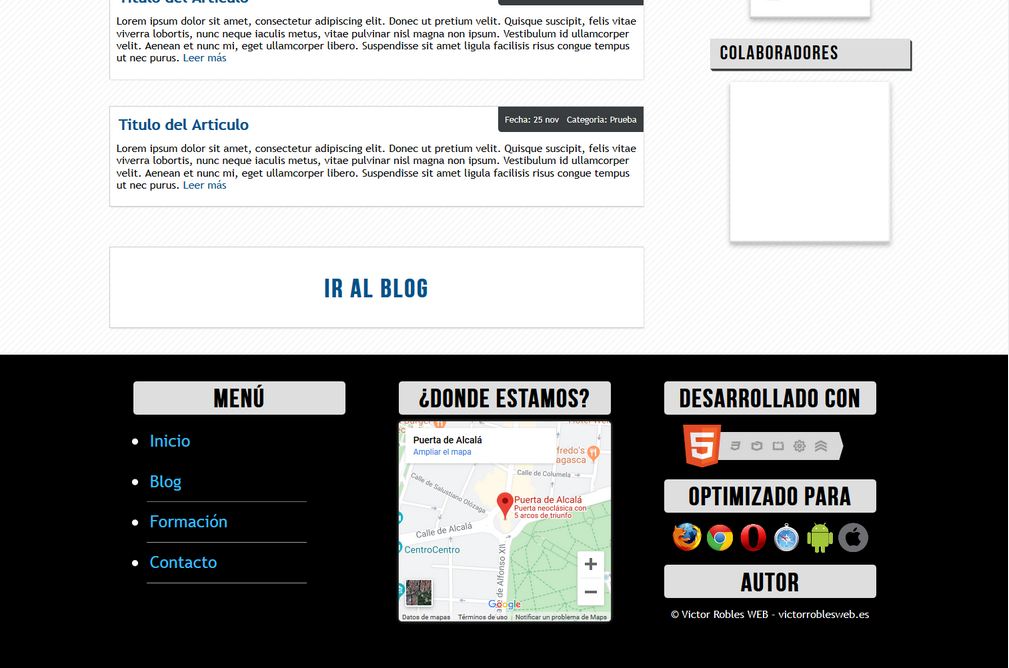 Titulo del Articulo
Lorem ipsum dolor sit amet, consectetur adipiscing elit. Donec ut pretium velit. Quisque suscipit, felis vitae
viverra lobortis, nunc neque iaculis metus, vitae pulvinar nisl magna non ipsum. Vestibulum id ullamcorper
velit. Aenean et nunc mi, eget ullamcorper libero. Suspendisse sit amet ligula facilisis risus congue tempus
ut nec purus. Leer más
COLABORADORES
Titulo del Articulo
Fecha: 25 nov Categoria: Prueba
Lorem ipsum dolor sit amet, consectetur adipiscing elit. Donec ut pretium velit. Quisque suscipit, felis vitae
viverra lobortis, nunc neque iaculis metus, vitae pulvinar nisl magna non ipsum. Vestibulum id ullamcorper
velit. Aenean et nunc mi, eget ullamcorper libero. Suspendisse sit amet ligula facilisis risus congue tempus
ut nec purus. Leer más
IR AL BLOG
MENÚ
Inicio
Blog
Formación
Contacto
¿DONDE ESTAMOS?
Puerta de Alcalá
Ampliar el mapa
fredo's
agasca
Calle de Columela
Calle de Salustiano Olózaga
Puerta de Alcalá
Puerta neoclásica con
5 arcos de triunfo
Calle de Alcalá
CentroCentro
de Alfonso XII
Google
Datos de mapas Términos de uso Notificar un problema de Maps
DESARROLLADO CON
5
OPTIMIZADO PARA
AUTOR
© Victor Robles WEB - victorroblesweb.es